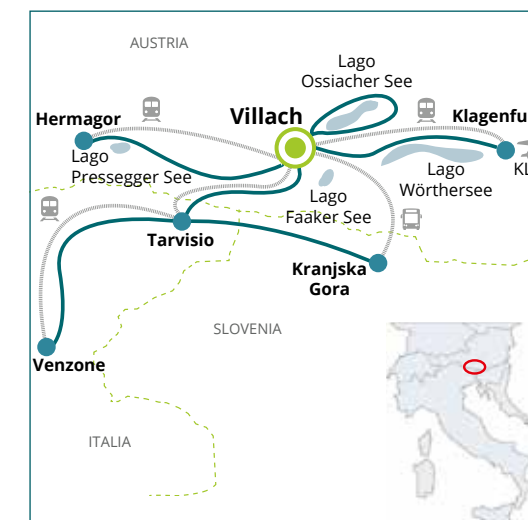 AUSTRIA
Lago
Ossiacher See
Hermagor
Villach
Klagenfu
Lago
Pressegger See
Lago
Wörthersee
KL
Lago
Faaker See
Tarvisio
Kranjska
Gora
SLOVENIA
Venzone
ITALIA